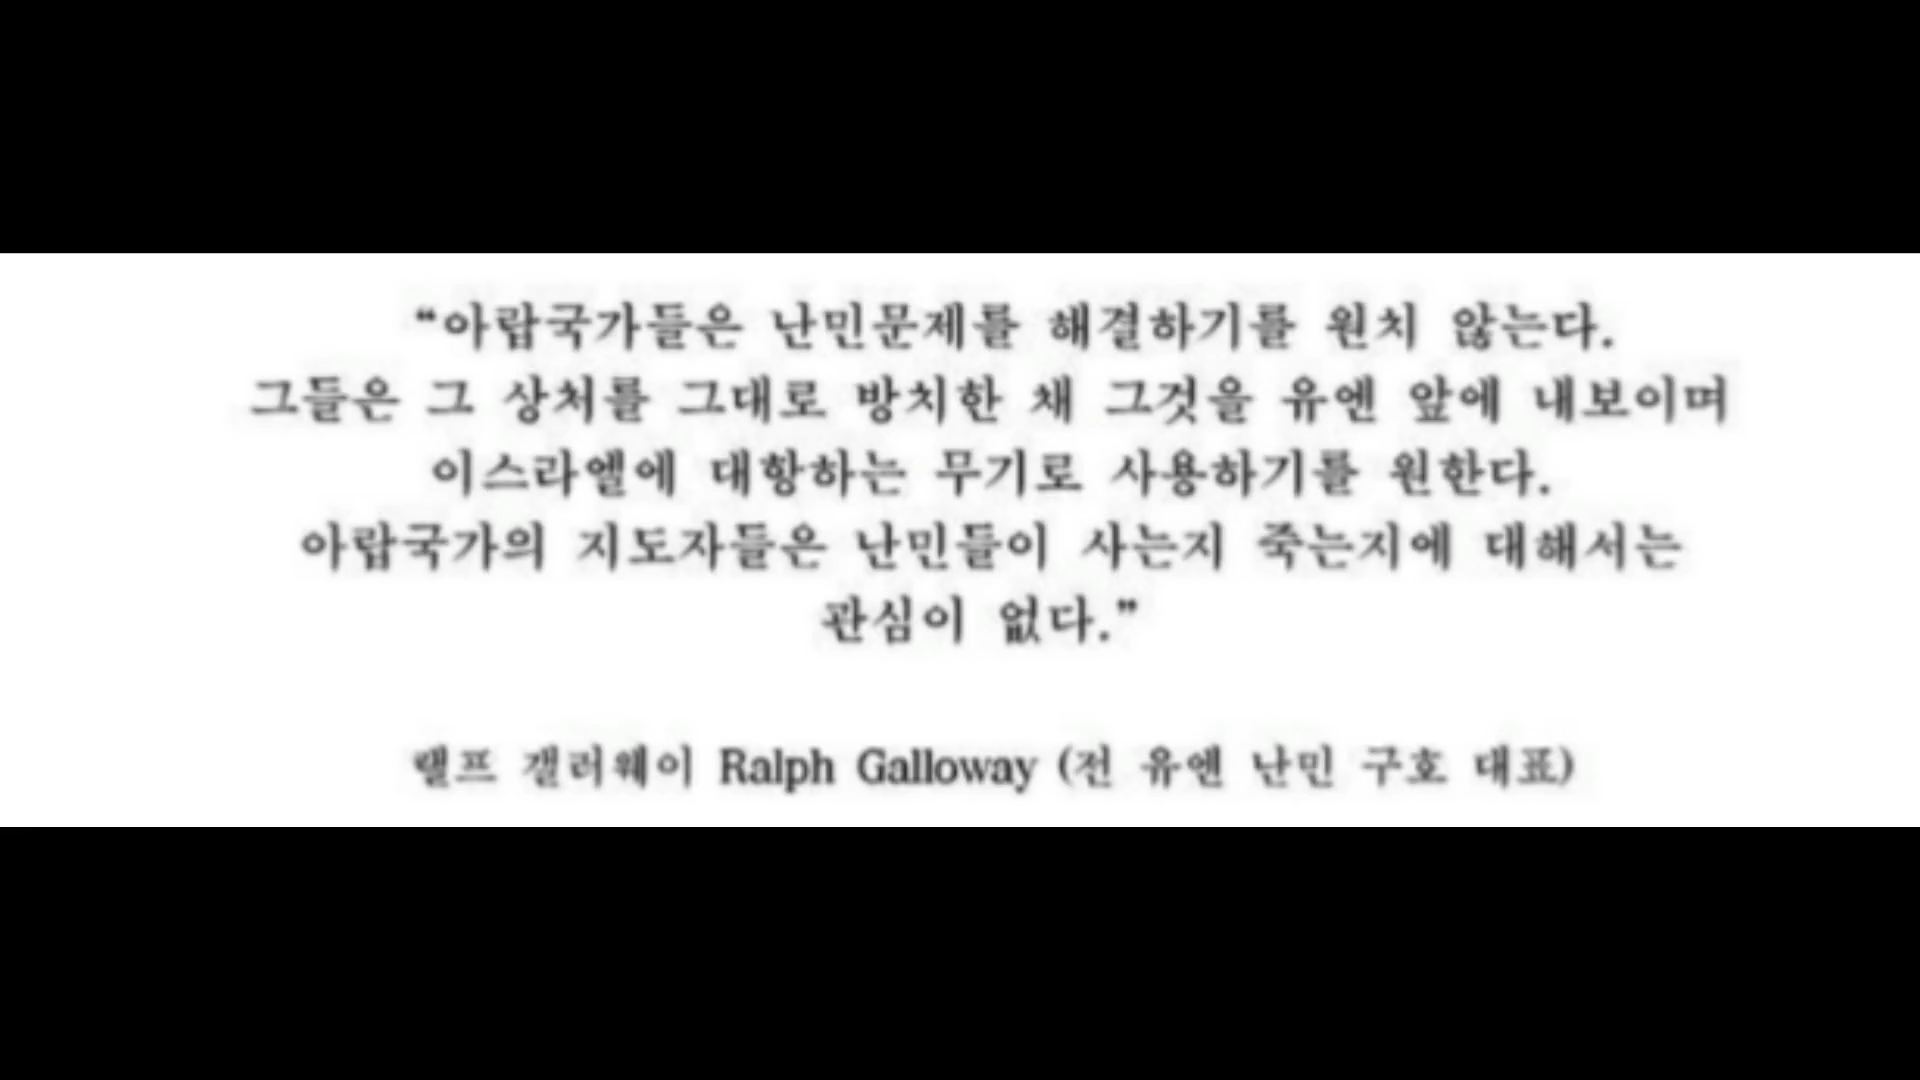 “아랍국가들은 난민문제를 해결하기를 원치 않는다.
그들은 그 상처를 그대로 방치한 채 그것을 유엔 앞에 내보이며
이스라엘에 대항하는 무기로 사용하기를 원한다.
아랍국가의 지도자들은 난민들이 사는지 죽는지에 대해서는
관심이 없다.”
랠프 갤러웨이 Ralph Galloway (전 유엔 난민 구호 대표)